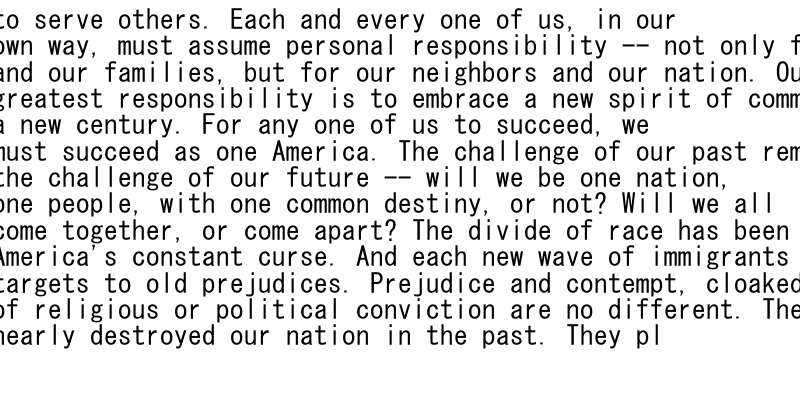 to serve others. Each and every one of us, in our
own way, must assume personal responsibility -- not only f
and our families, but for our neighbors and our nation. Ou
greatest responsibility is to embrace a new spirit of comm
a new century. For any one of us to succeed, we
must succeed as one America. The challenge of our past rem
the challenge of our future -- will we be one nation,
one people, with one common destiny, or not? Will we all
come together, or come apart? The divide of race has been
America's constant curse. And each new wave of immigrants
targets to old prejudices. Prejudice and contempt, cloaked
of religious or political conviction are no different. The
nearly destroyed our nation in the past. They pl